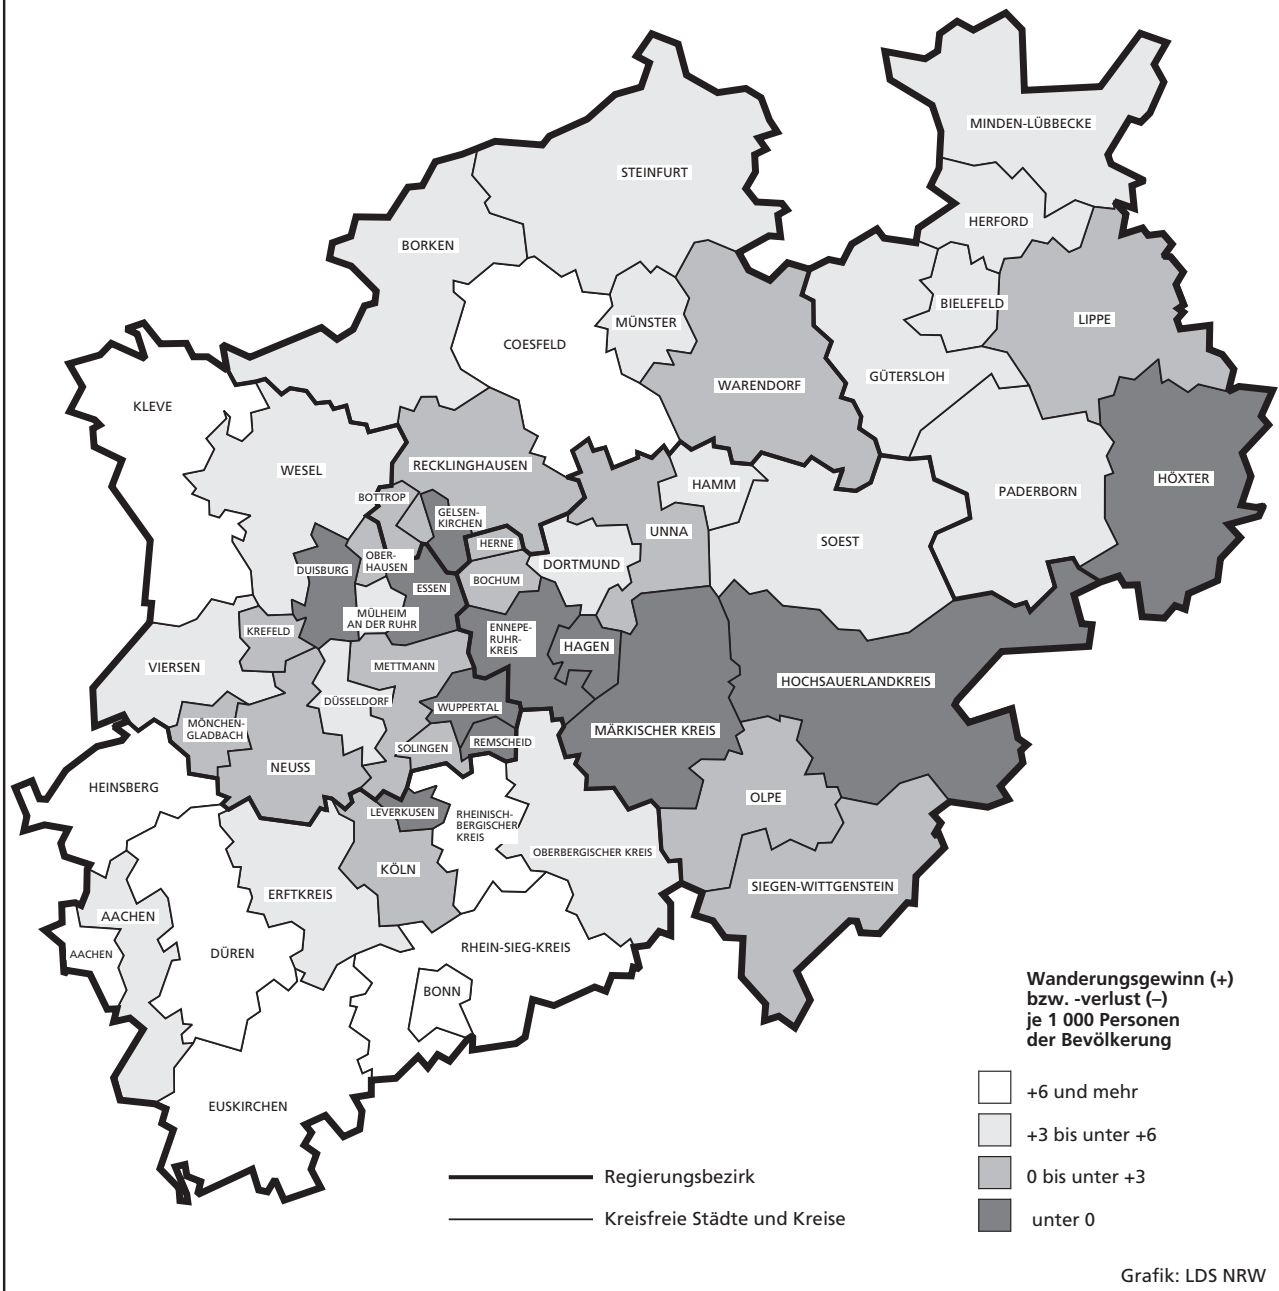 MINDEN-LÜBBECKE
STEINFURT
HERFORD
BORKEN
BIELEFELD
LIPPE
MÜNSTER
COESFELD
GÜTERSLOH
WARENDORF
KLEVE
RECKLINGHAUSEN
WESEL
HÖXTER
HAMM
PADERBORN
BOTTROP
GELSEN-
KIRCHEN
UNNA
SOEST
HERNE
OBER-
HAUSEN
DORTMUND
DUISBURG
BOCHUM
ESSEN
MÜLHEIM
AN DER RUHR
KREFELD
ENNEPE-
RUHR-
KREIS
HAGEN
VIERSEN
METTMANN
HOCHSAUERLANDKREIS
DÜSSELDORF
WUPPERTAL
MÖNCHEN-
GLADBACH
MÄRKISCHER KREIS
REMSCHEID
SOLINGEN
NEUSS
HEINSBERG
OLPE
LEVERKUSEN
RHEINISCH-
BERGISCHER
KREIS
OBERBERGISCHER KREIS
KÖLN
SIEGEN-WITTGENSTEIN
ERFTKREIS
AACHEN
RHEIN-SIEG-KREIS
AACHEN
DÜREN
BONN
EUSKIRCHEN
Wanderungsgewinn (+)
bzw. -verlust (–)
je 1 000 Personen
der Bevölkerung
+6 und mehr
+3 bis unter +6
0 bis unter +3
unter 0
Regierungsbezirk
Kreisfreie Städte und Kreise
Grafik: LDS NRW